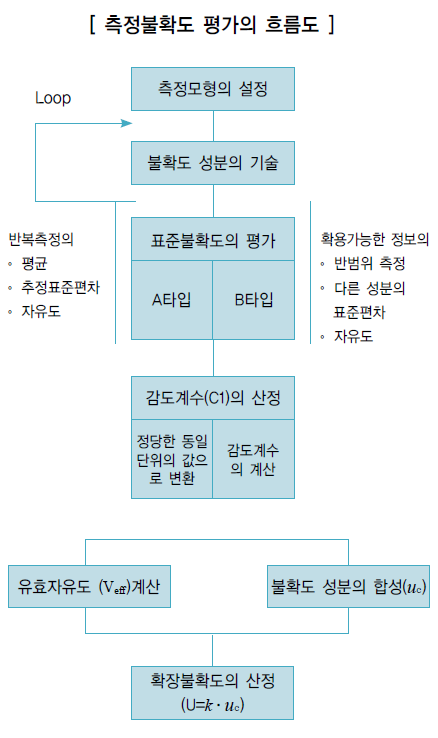 [ 측정불확도 평가의 흐름도 ]
측정모형의 설정
Loop
불확도 성분의 기술
표준불확도의 평가
A타입
B타입
반복측정의
◦ 평균
◦ 추정표준편차
◦ 자유도
확용가능한 정보의
◦ 반범위 측정
◦ 다른 성분의
표준편차
◦ 자유도
감도계수(C1)의 산정
정당한 동일
단위의 값으
로 변환
감도계수
의 계산
유효자유도 (Veff)계산
불확도 성분의 합성(uc)
확장불확도의 산정
(U=k · uc)